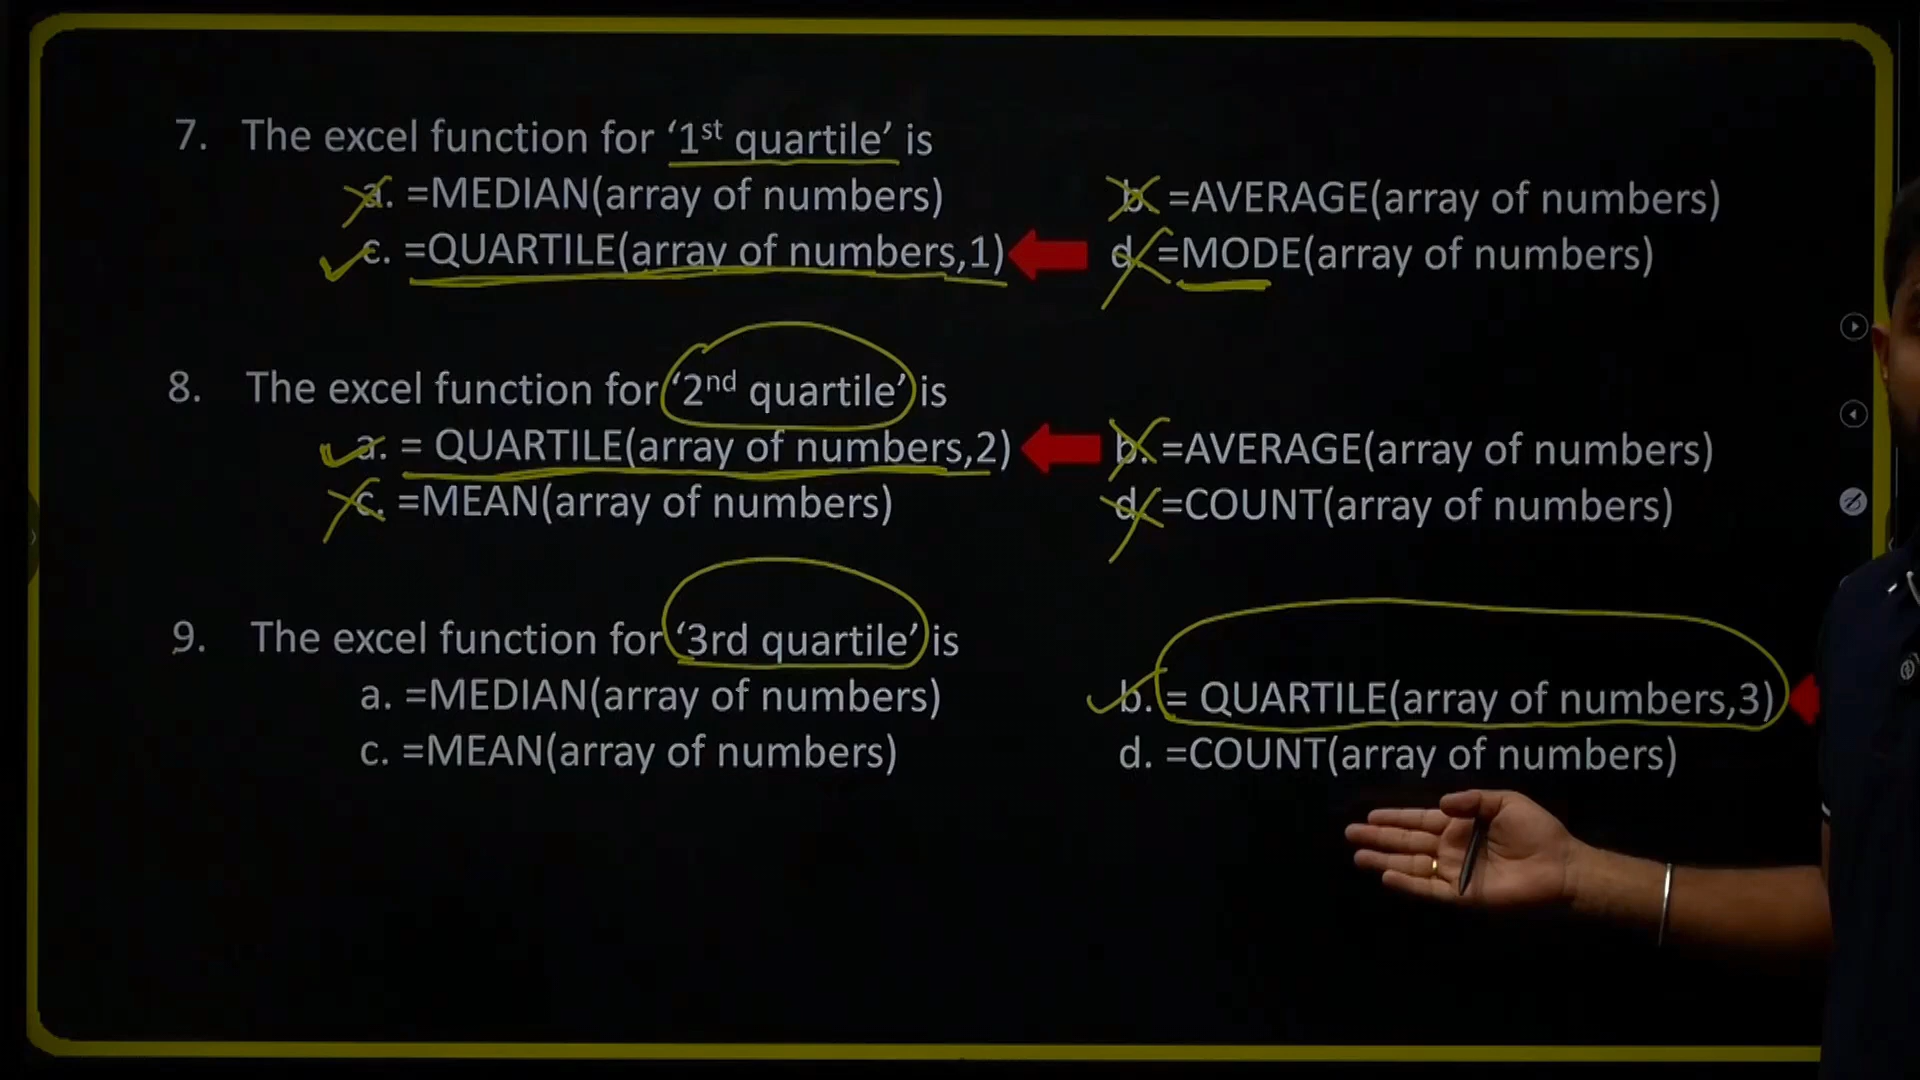 7. The excel function for ‘1st quartile’ is
a. =MEDIAN(array of numbers) b. =AVERAGE(array of numbers)
c. =QUARTILE(array of numbers,1) d. =MODE(array of numbers)
8. The excel function for ‘2nd quartile’ is
a. = QUARTILE(array of numbers,2) b. =AVERAGE(array of numbers)
c. =MEAN(array of numbers) d. =COUNT(array of numbers)
9. The excel function for ‘3rd quartile’ is
a. =MEDIAN(array of numbers) b. = QUARTILE(array of numbers,3)
c. =MEAN(array of numbers) d. =COUNT(array of numbers)